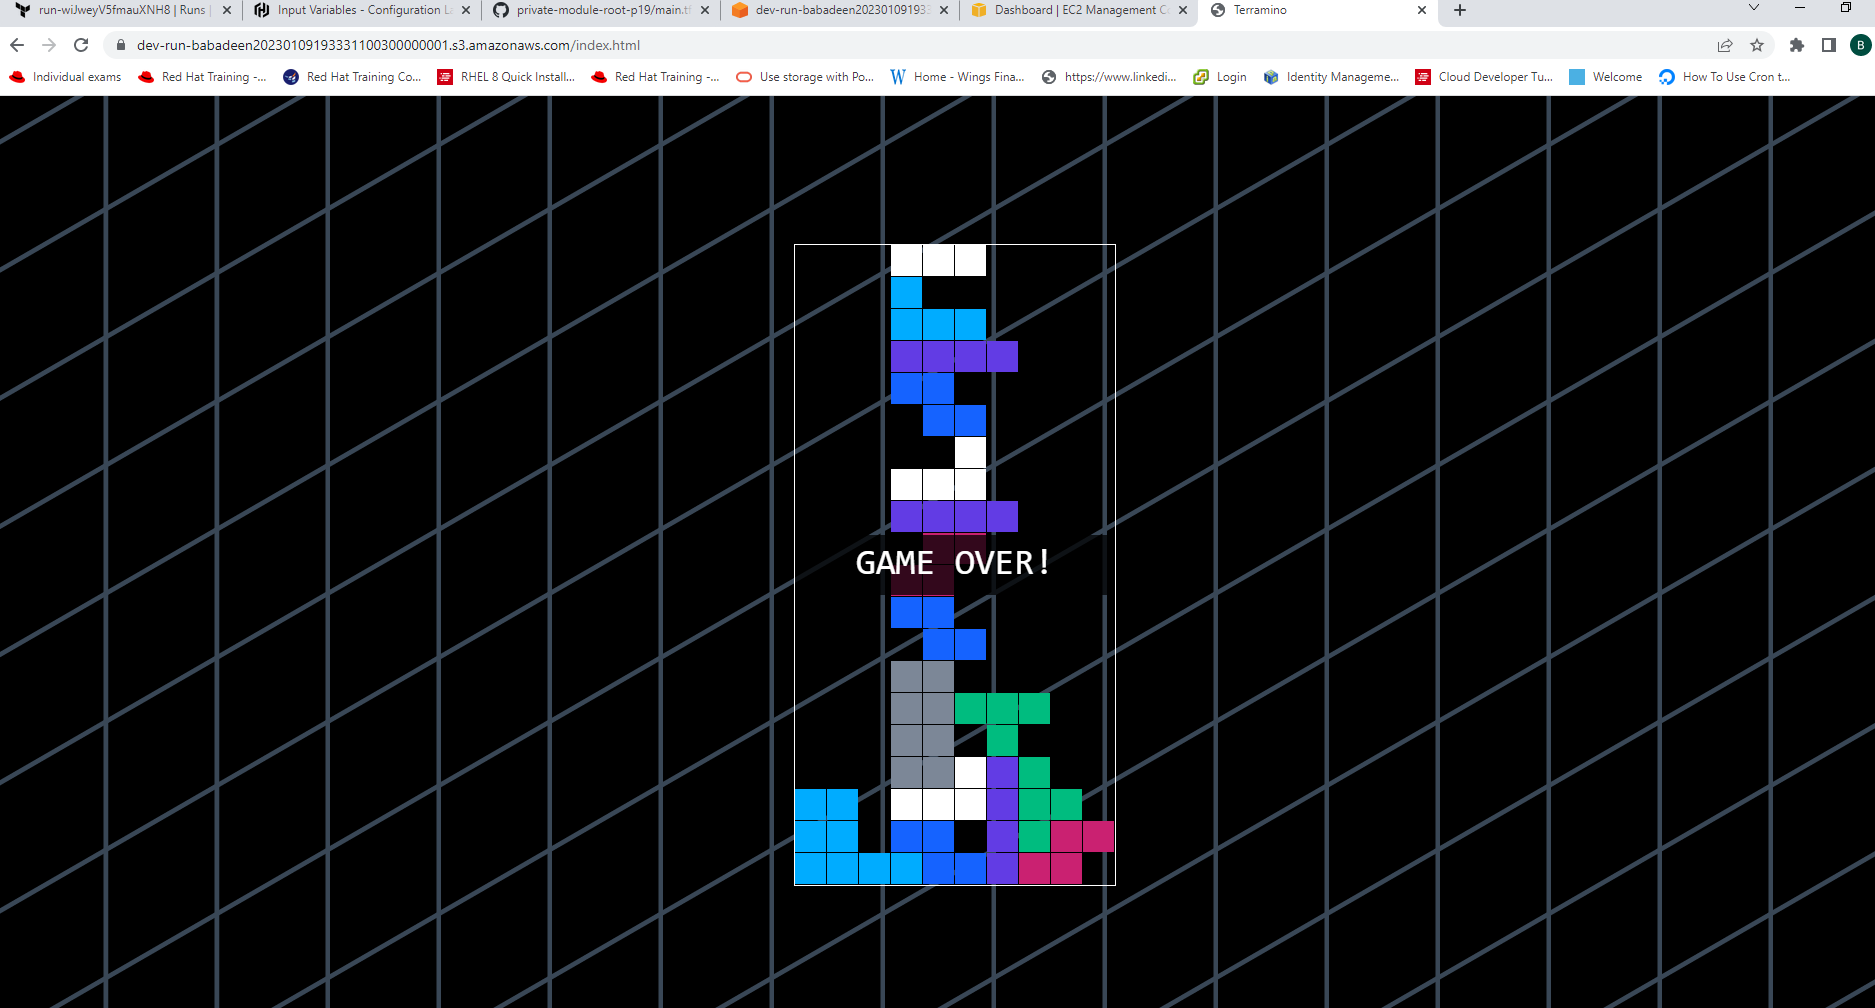 run-wiJweyV5fmauXNH8 | Runs |
Input Variables - Configuration La
private-module-root-p19/main.tf
dev-run-babadeen20230109193
Dashboard | EC2 Management Co
Terramino
dev-run-babadeen20230109193331100300000001.s3.amazonaws.com/index.html
B
Individual exams
Red Hat Training -...
Red Hat Training Co...
RHEL 8 Quick Install...
Red Hat Training -...
Use storage with Po...
Home - Wings Fina...
https://www.linkedi...
Login
Identity Manageme...
Cloud Developer Tu...
Welcome
How To Use Cron t...
GAME OVER!